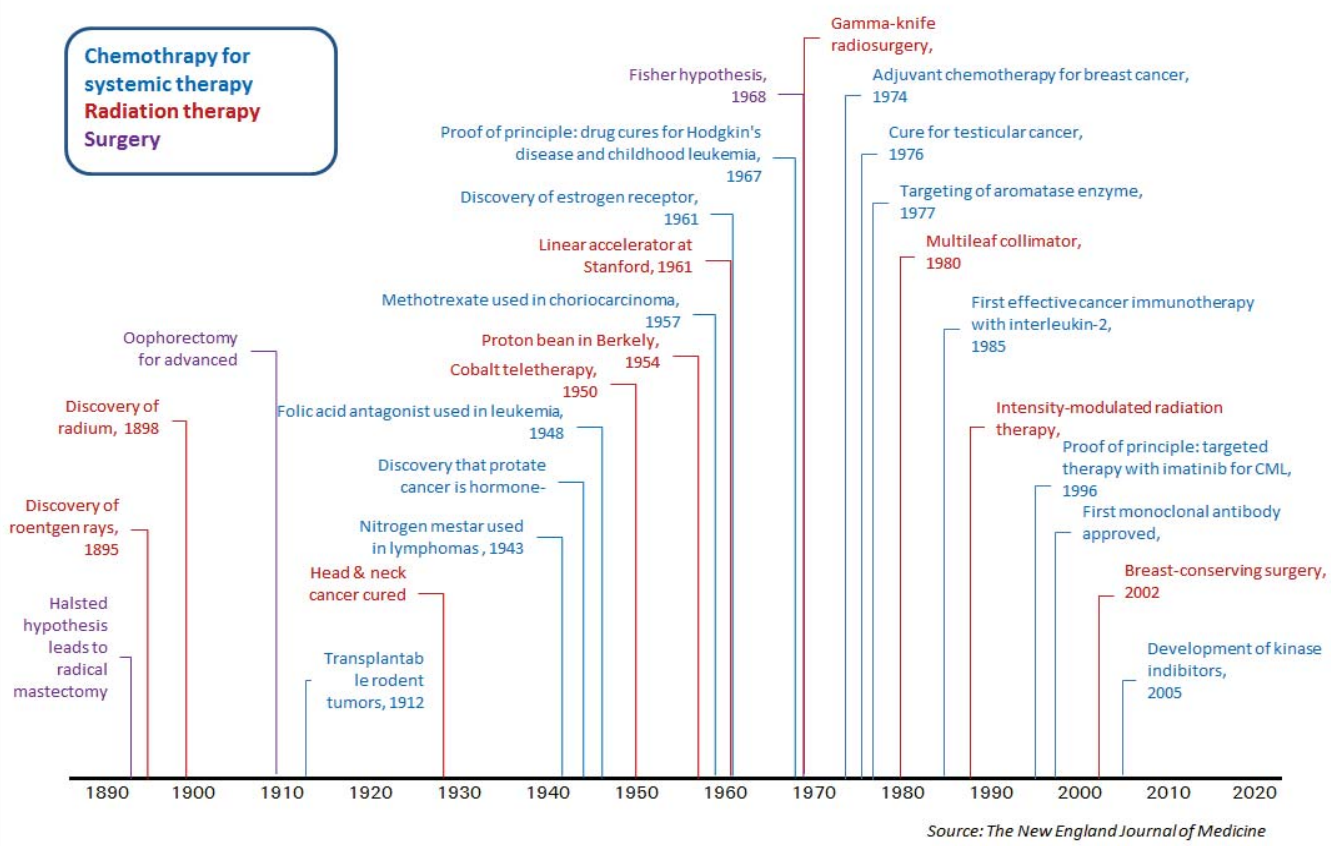 Chemothrapy for
systemic therapy
Radiation therapy
Surgery
Halsted
hypothesis
leads to
radical
mastectomy
Discovery of
roentgen rays,
1895
Discovery of
radium, 1898
Oophorectomy
for advanced
Transplantab
le rodent
tumors, 1912
Head & neck
cancer cured
Nitrogen mestar used
in lymphomas , 1943
Discovery that protate
cancer is hormone-
Folic acid antagonist used in leukemia,
1948
Cobalt teletherapy,
1950
Proton bean in Berkely,
1954
Methotrexate used in choriocarcinoma,
1957
Linear accelerator at
Stanford, 1961
Discovery of estrogen receptor,
1961
Proof of principle: drug cures for Hodgkin's
disease and childhood leukemia,
1967
Fisher hypothesis,
1968
Gamma-knife
radiosurgery,
Adjuvant chemotherapy for breast cancer,
1974
Cure for testicular cancer,
1976
Targeting of aromatase enzyme,
1977
Multileaf collimator,
1980
First effective cancer immunotherapy
with interleukin-2,
1985
Intensity-modulated radiation
therapy,
Proof of principle: targeted
therapy with imatinib for CML,
1996
First monoclonal antibody
approved,
Breast-conserving surgery,
2002
Development of kinase
indibitors,
2005
1890 1900 1910 1920 1930 1940 1950 1960 1970 1980 1990 2000 2010 2020
Source: The New England Journal of Medicine